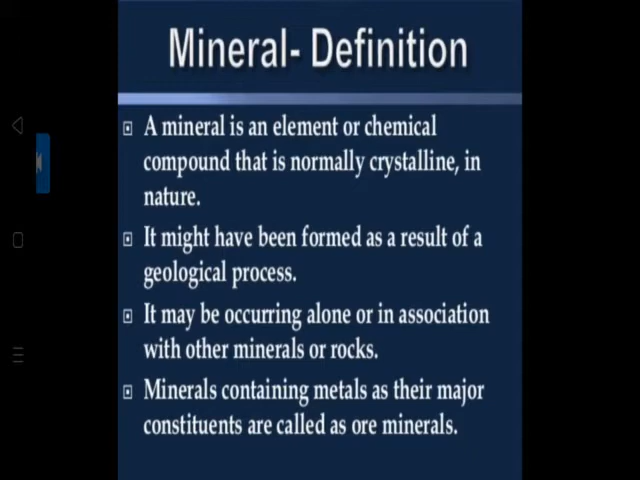 Mineral- Definition
A mineral is an element or chemical
compound that is normally crystalline, in
nature.
It might have been formed as a result of a
geological process.
It may be occurring alone or in association
with other minerals or rocks.
Minerals containing metals as their major
constituents are called as ore minerals.